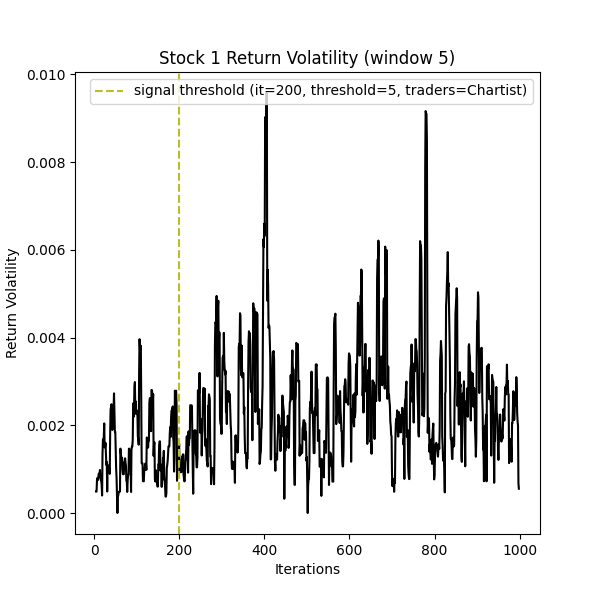 Stock 1 Return Volatility (window 5)
signal threshold (it=200, threshold=5, traders=Chartist)
Return Volatility
0.010
0.008
0.006
0.004
0.002
0.000
0 200 400 600 800 1000
Iterations